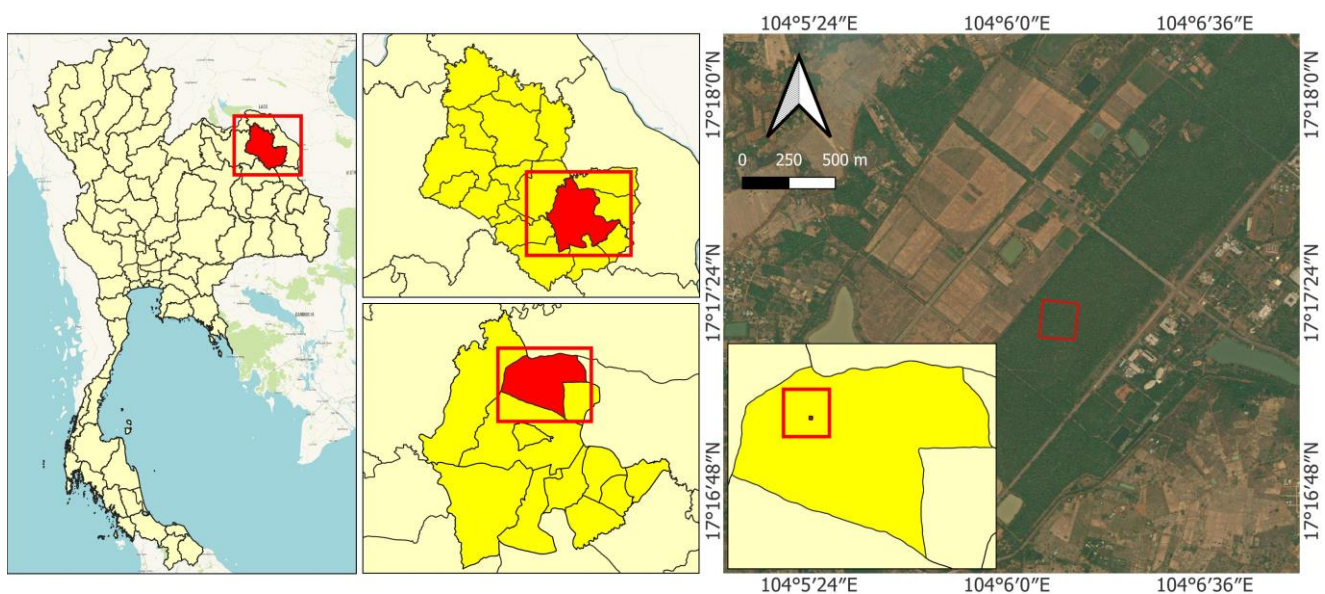 104°5′24″E 104°6′0″E 104°6′36″E
LAOS
CAMBODIA
17°18′0″N 17°18′0″N
0 250 500 m
17°17′24″N 17°17′24″N
17°16′48″N 17°16′48″N
104°5′24″E 104°6′0″E 104°6′36″E